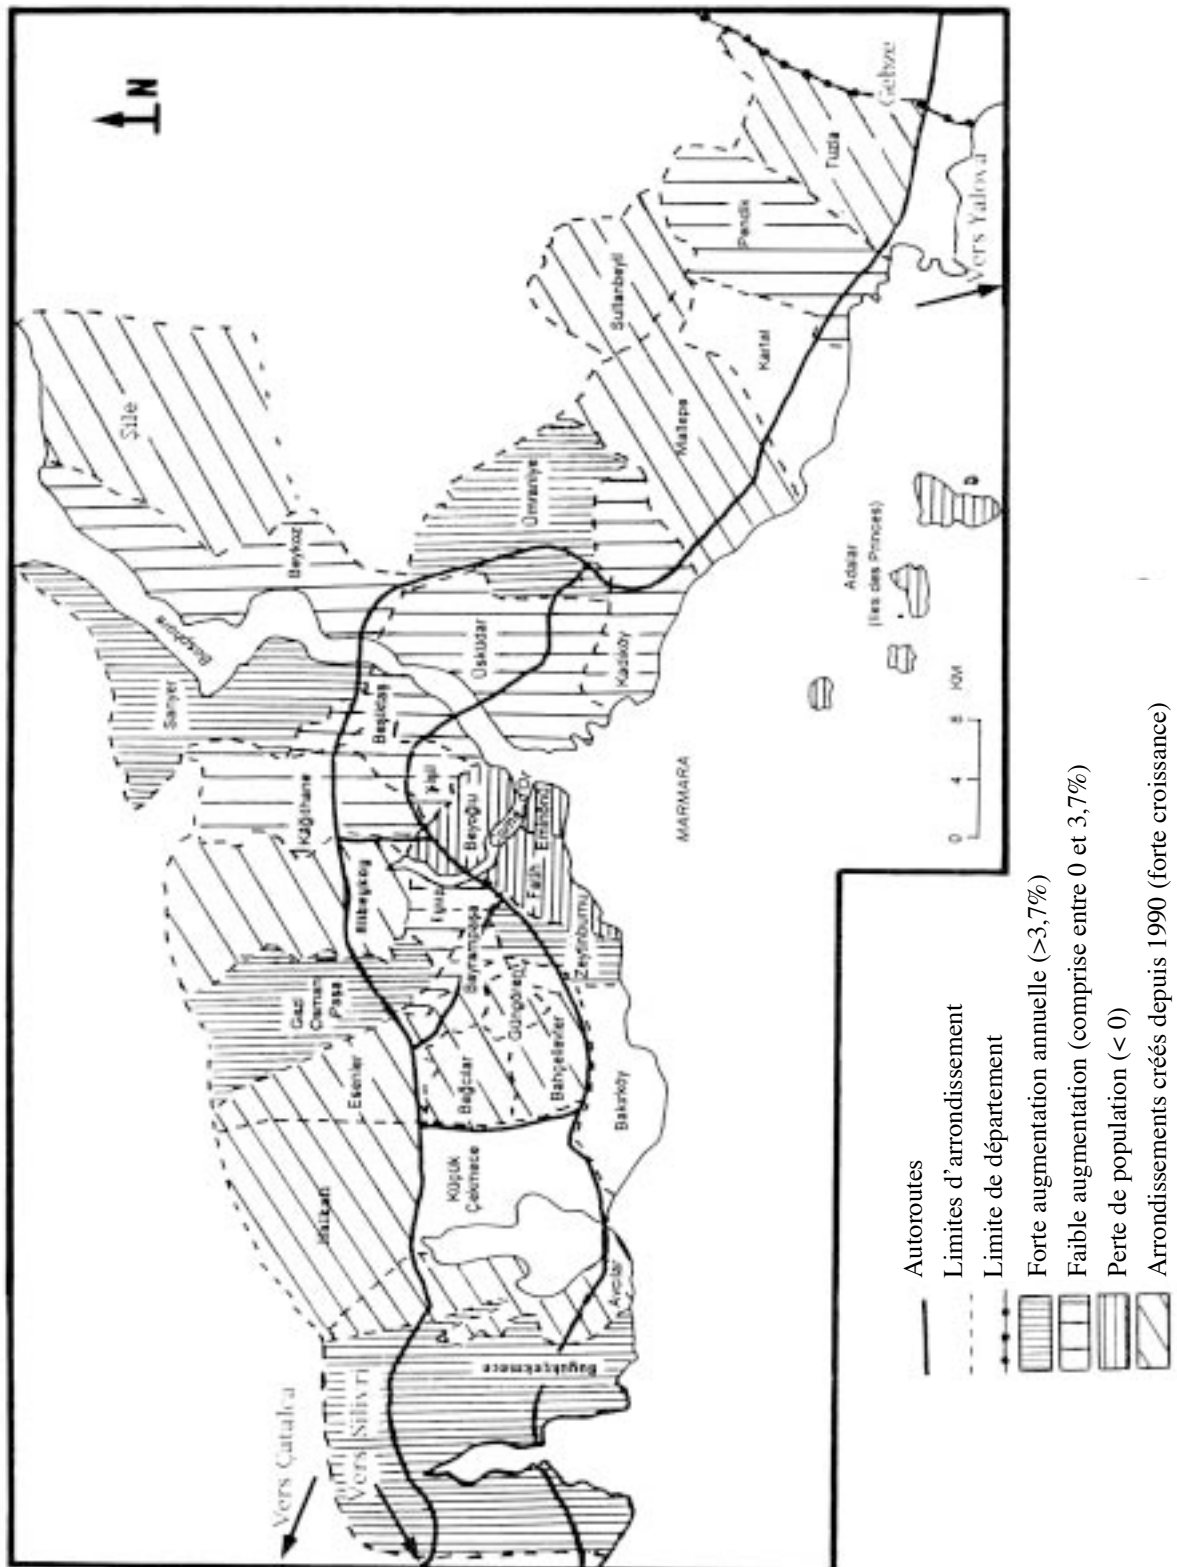 N
Vers Çatalca
Vers Silivri
Büyükçekmece
Avcılar
Küçük
Çekmece
Esenler
Bağcılar
Bahçelievler
Güngören
Bakırköy
Gazi
Osman
Paşa
Bayrampaşa
Zeytinburnu
Alibeyköy
Eyüp
Fatih
Eminönü
Beyoğlu
Şişli
Kâğıthane
Beşiktaş
Sarıyer
Bosphore
Beykoz
Şile
Üsküdar
Kadıköy
Ümraniye
Maltepe
Sultanbeyli
Kartal
Pendik
Tuzla
Gebze
Vers Yalova
Adalar
(Iles des Princes)
MARMARA
0 4 8 KM
Autoroutes
Limites d'arrondissement
Limite de département
Forte augmentation annuelle (>3,7%)
Faible augmentation (comprise entre 0 et 3,7%)
Perte de population (< 0)
Arrondissements créés depuis 1990 (forte croissance)